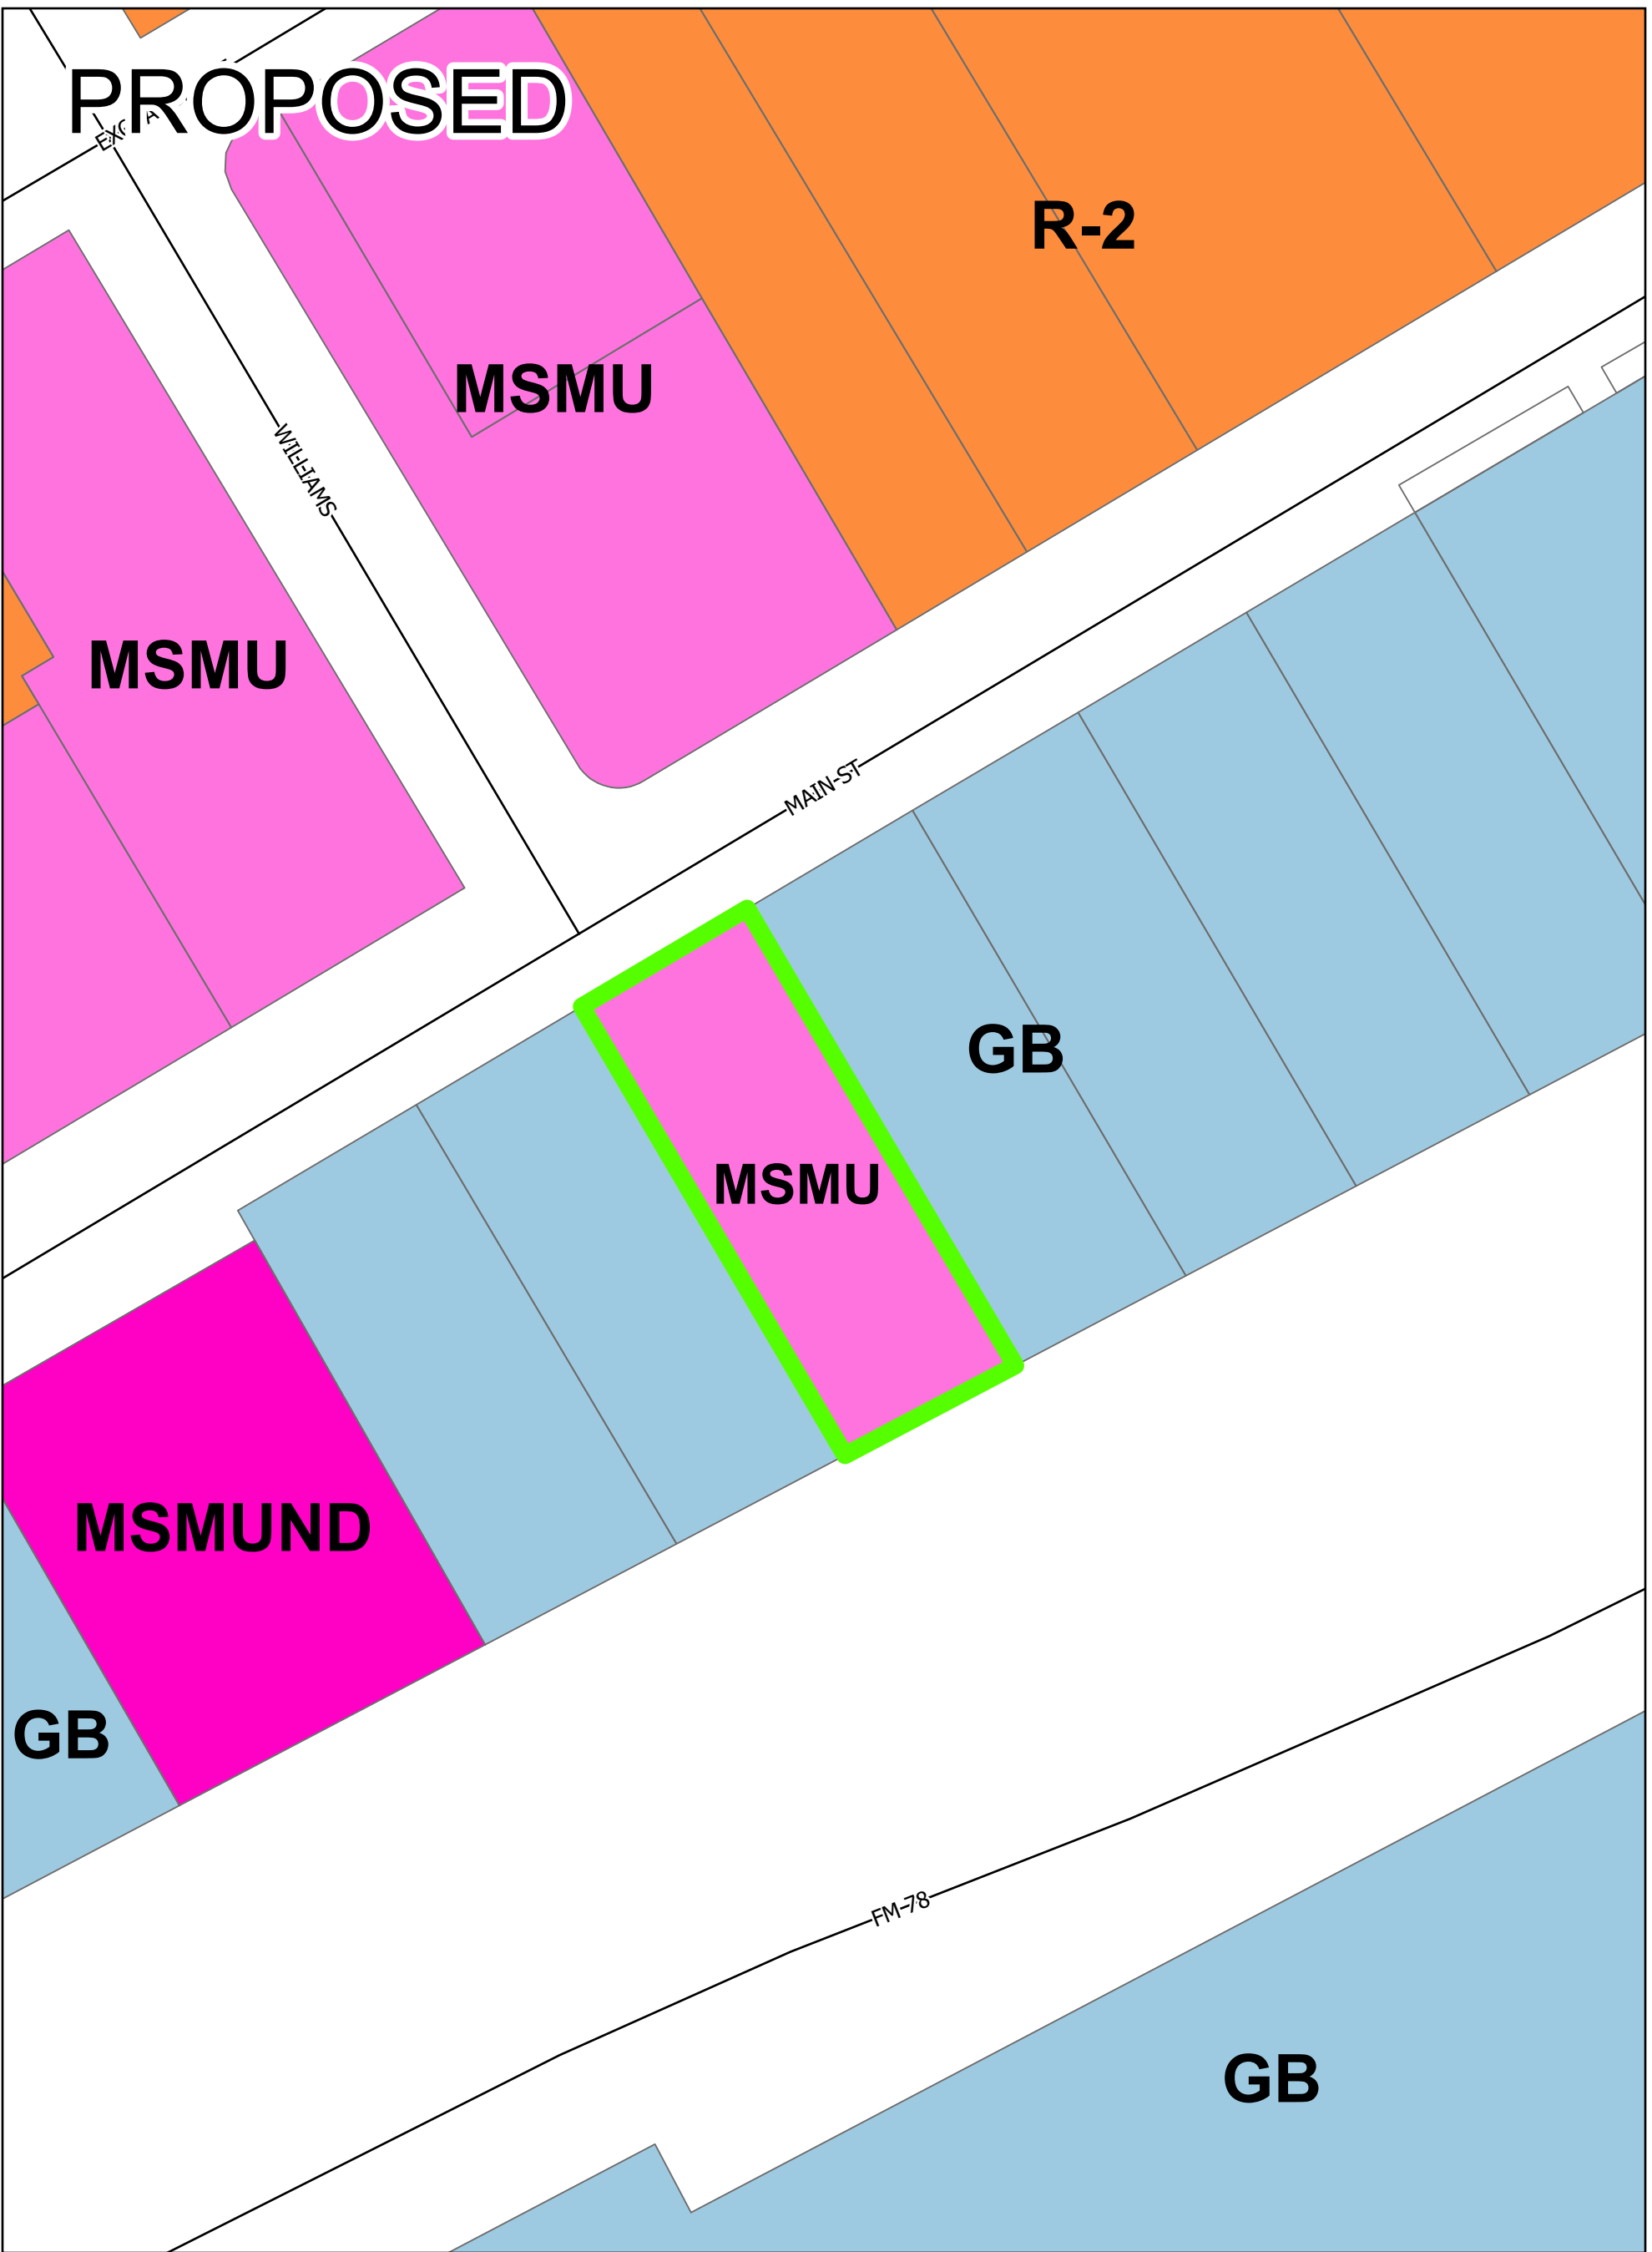 PROPOSED
R-2
MSMU
WILLIAMS
MSMU
MAIN-ST
GB
MSMU
MSMUND
GB
FM-78
GB